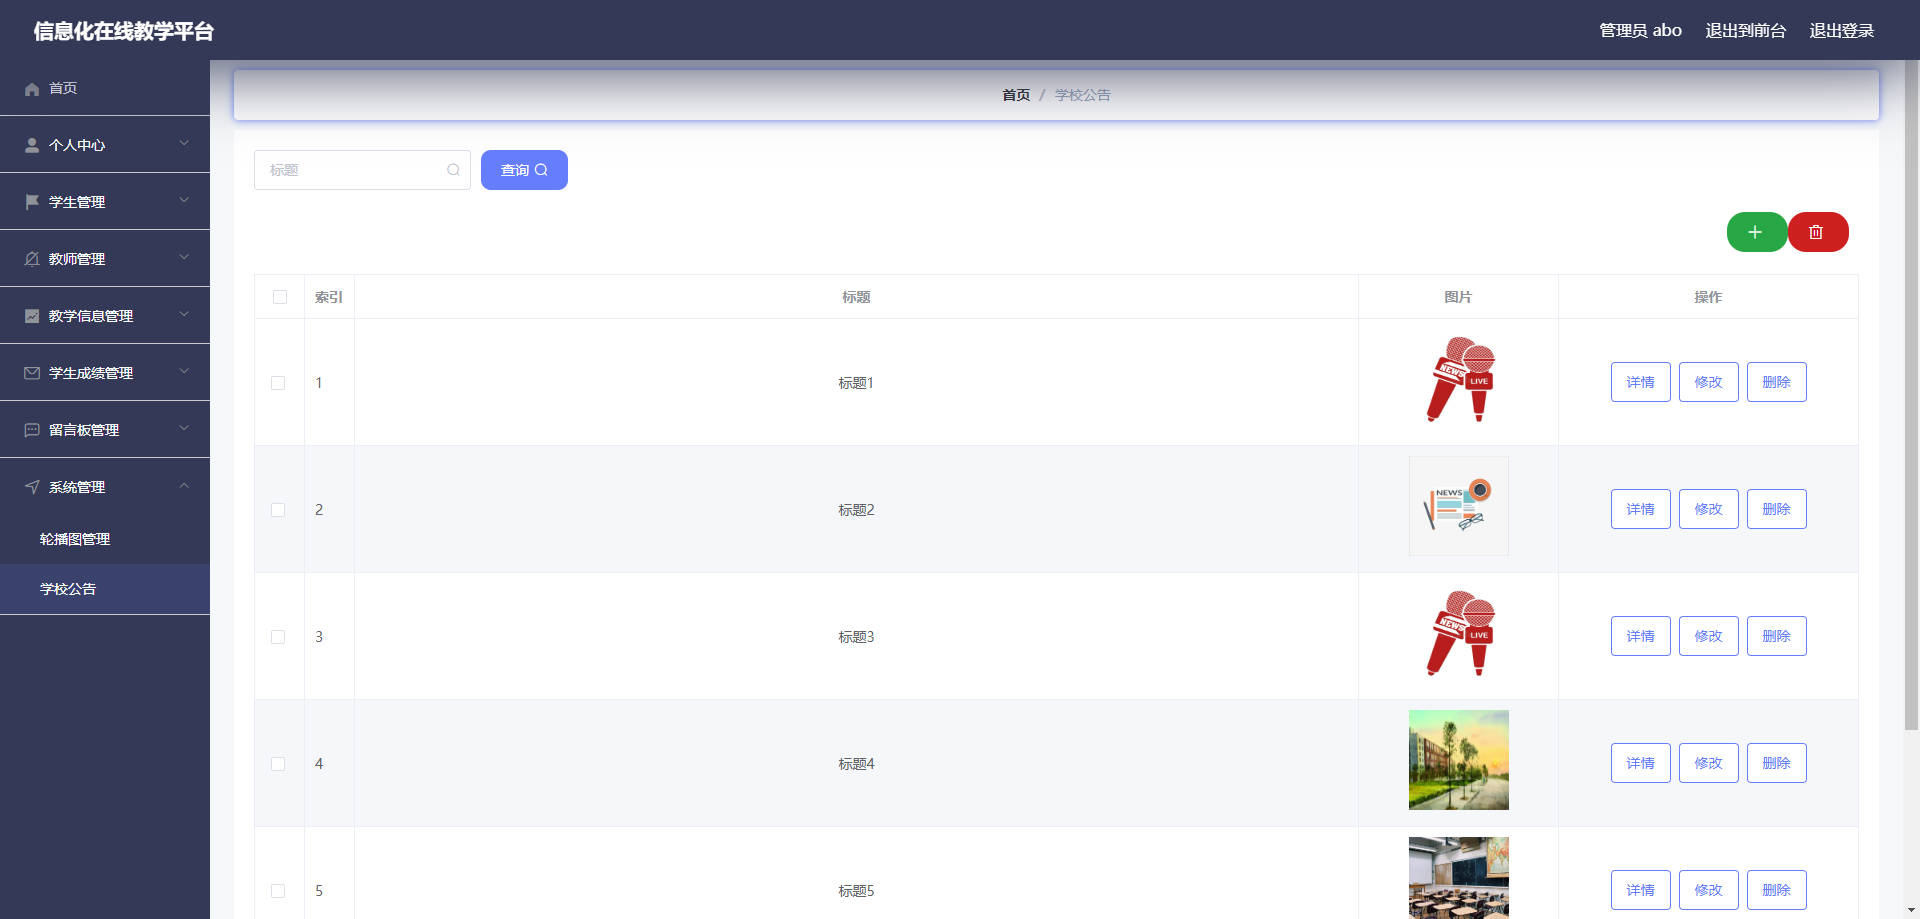 信息化在线教学平台
管理员 abo 退出到前台 退出登录
首页
个人中心
学生管理
教师管理
教学信息管理
学生成绩管理
留言板管理
系统管理
轮播图管理
学校公告
首页 / 学校公告
标题
查询
索引 标题 图片 操作
1 标题1 NEWS LIVE 详情 修改 删除
2 标题2 NEWS 详情 修改 删除
3 标题3 NEWS LIVE 详情 修改 删除
4 标题4 详情 修改 删除
5 标题5 详情 修改 删除